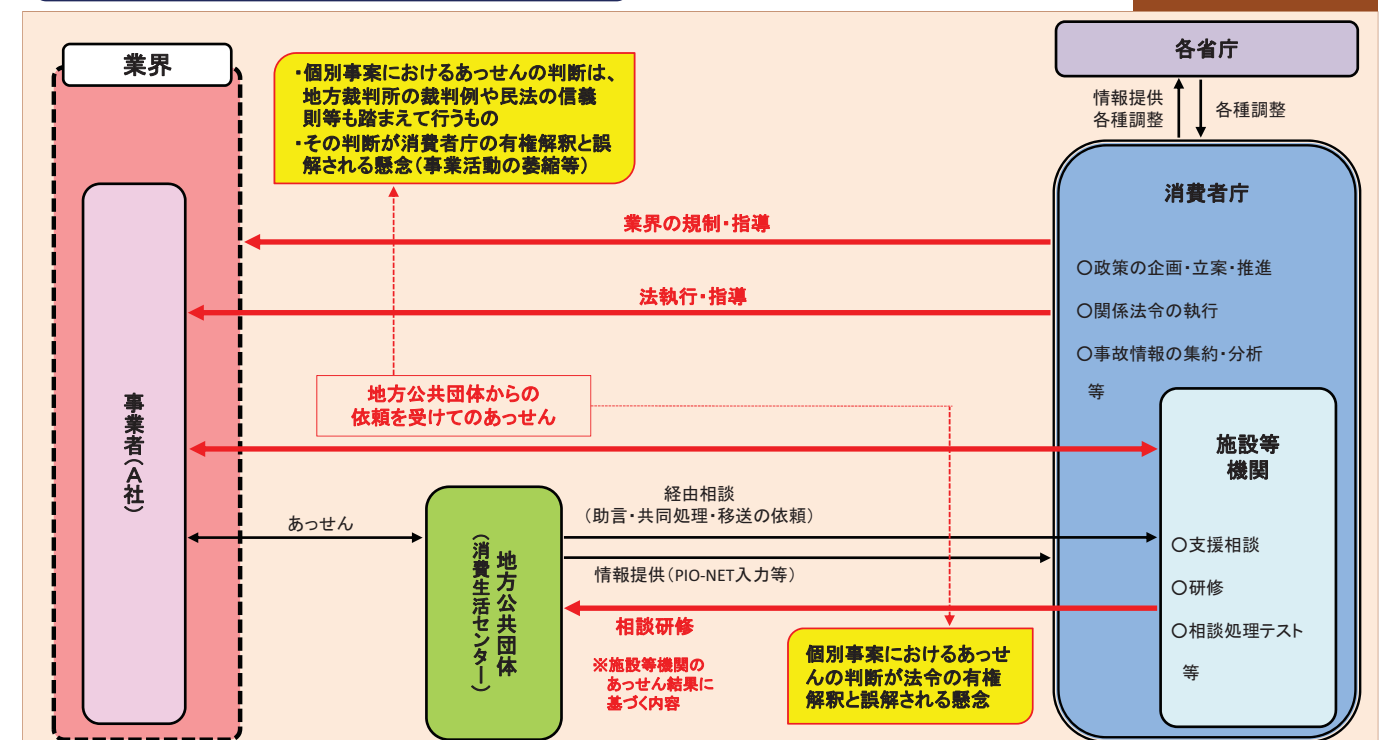 業界
事業者(A社)
・個別事案におけるあっせんの判断は、
地方裁判所の裁判例や民法の信義
則等も踏まえて行うもの
・その判断が消費者庁の有権解釈と誤
解される懸念(事業活動の萎縮等)
各省庁
情報提供
各種調整
各種調整
消費者庁
○政策の企画・立案・推進
○関係法令の執行
○事故情報の集約・分析
等
業界の規制・指導
法執行・指導
地方公共団体からの
依頼を受けてのあっせん
施設等
機関
○支援相談
○研修
○相談処理テスト
等
あっせん
地方公共団体
(消費生活センター)
経由相談
(助言・共同処理・移送の依頼)
情報提供(PIO-NET入力等)
相談研修
※施設等機関の
あっせん結果に
基づく内容
個別事案におけるあっせ
んの判断が法令の有権
解釈と誤解される懸念